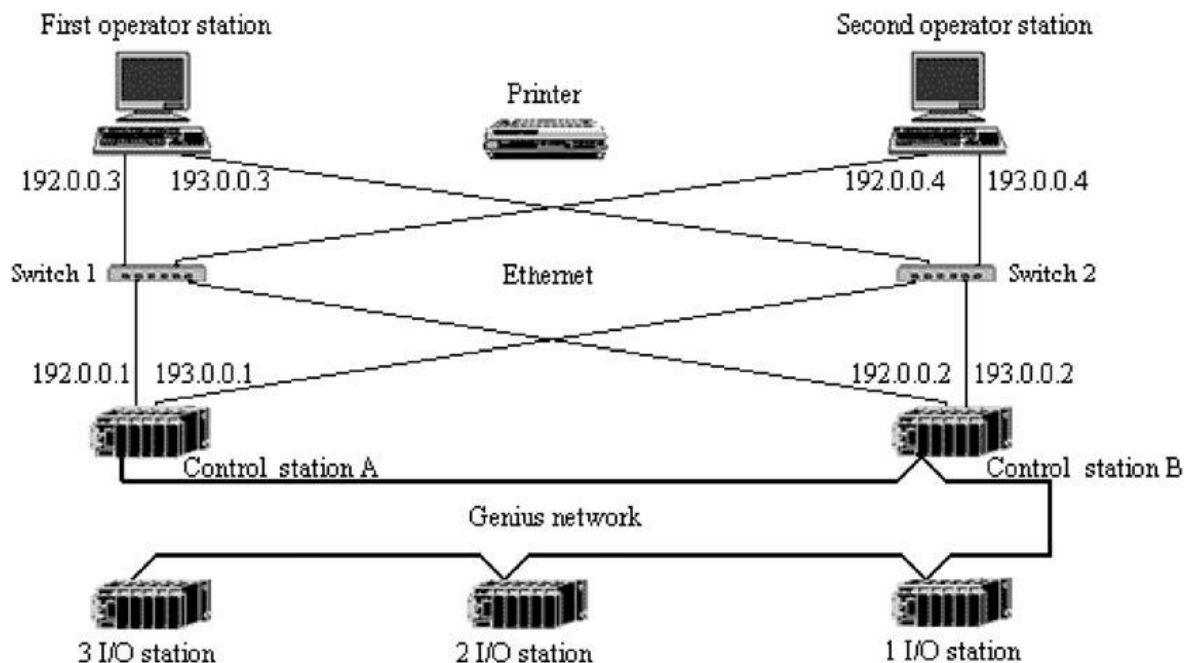 First operator station
Second operator station
Printer
192.0.0.3
193.0.0.3
192.0.0.4
193.0.0.4
Switch 1
Ethernet
Switch 2
192.0.0.1
193.0.0.1
192.0.0.2
193.0.0.2
Control station A
Control station B
Genius network
3 I/O station
2 I/O station
1 I/O station